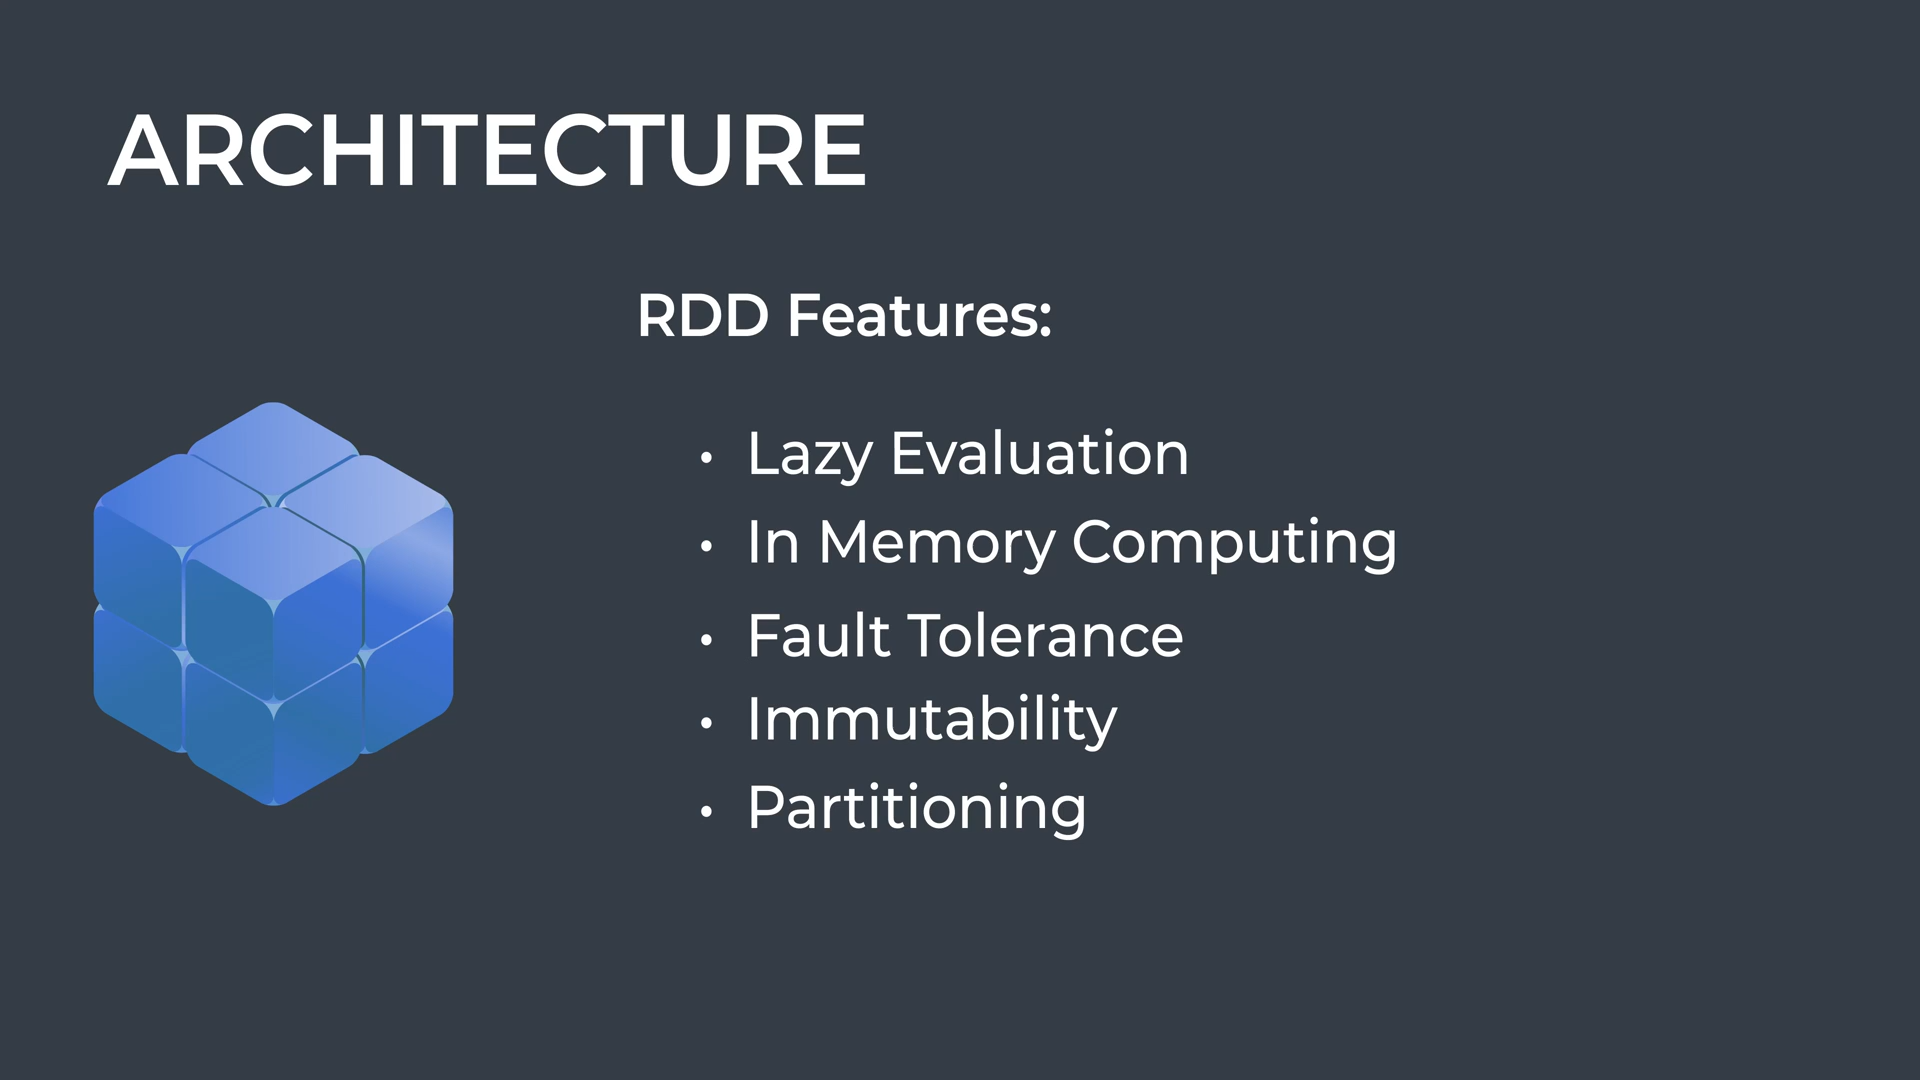 ARCHITECTURE
RDD Features:
• Lazy Evaluation
• In Memory Computing
• Fault Tolerance
• Immutability
• Partitioning